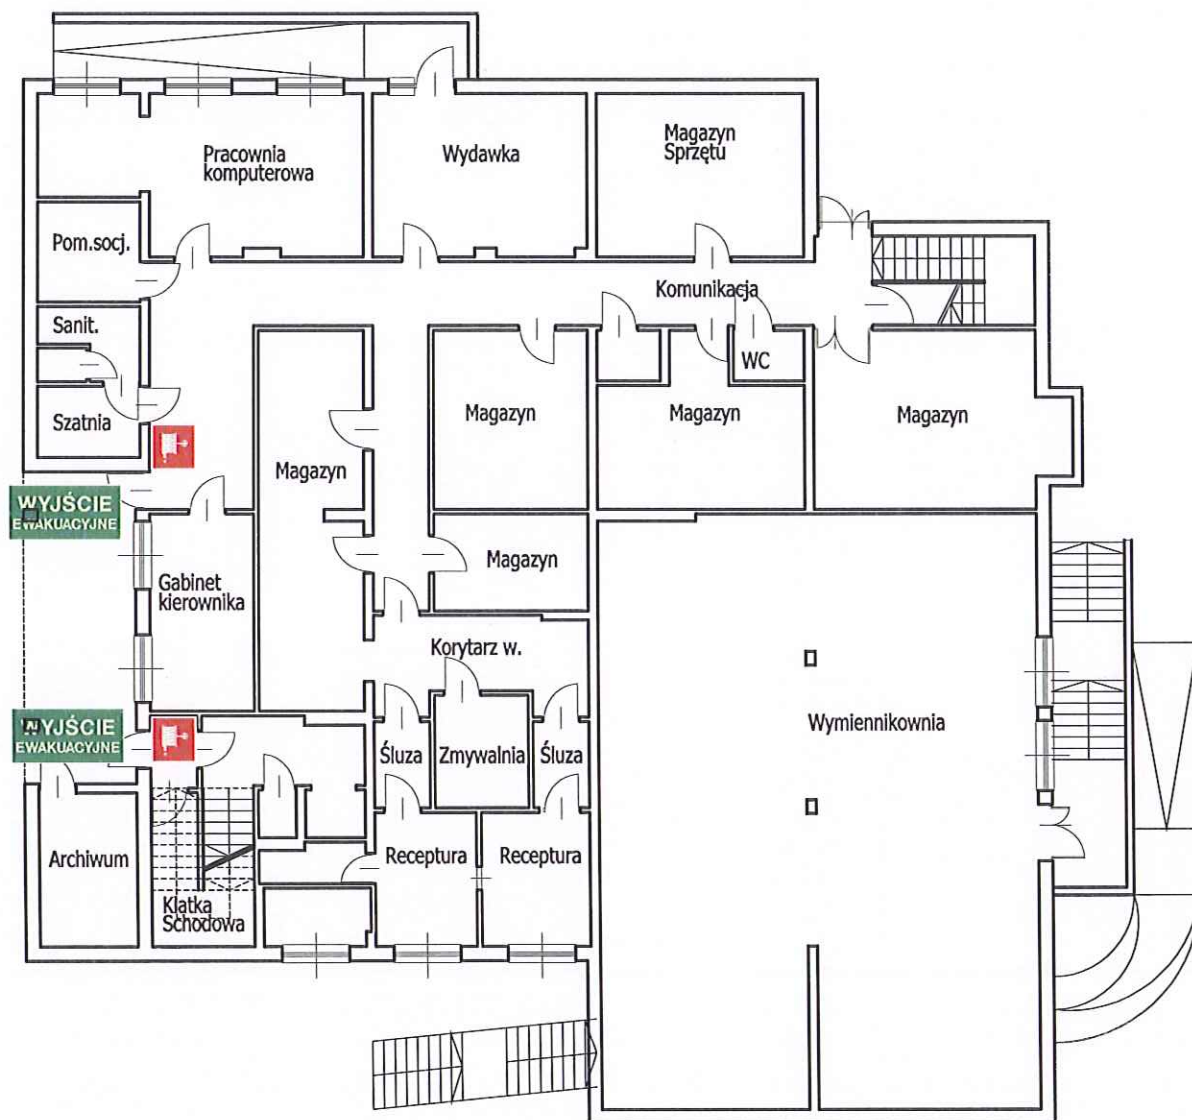 Pracownia
komputerowa
Wydawka
Magazyn
Sprzętu
Pom.socj.
Komunikacja
Sanit.
WC
Szatnia
Magazyn
Magazyn
Magazyn
Magazyn
WYJŚCIE
EWAKUACYJNE
Magazyn
Gabinet
kierownika
Korytarz w.
WYJŚCIE
EWAKUACYJNE
Śluza
Zmywalnia
Śluza
Wymiennikownia
Archiwum
Receptura
Receptura
Klatka
Schodowa